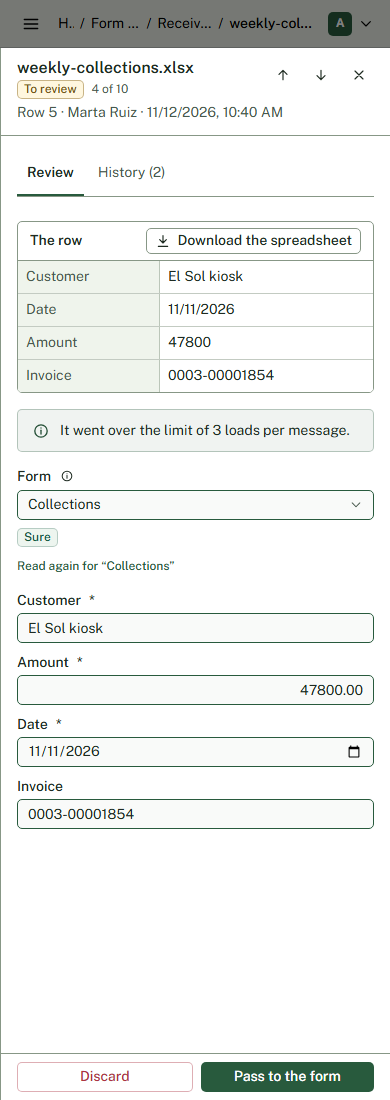 H.. / Form ... / Receiv... / weekly-col... A
weekly-collections.xlsx
To review 4 of 10
Row 5 · Marta Ruiz · 11/12/2026, 10:40 AM
Review History (2)
The row Download the spreadsheet
Customer El Sol kiosk
Date 11/11/2026
Amount 47800
Invoice 0003-00001854
It went over the limit of 3 loads per message.
Form
Collections
Sure
Read again for “Collections”
Customer *
El Sol kiosk
Amount *
47800.00
Date *
11/11/2026
Invoice
0003-00001854
Discard Pass to the form